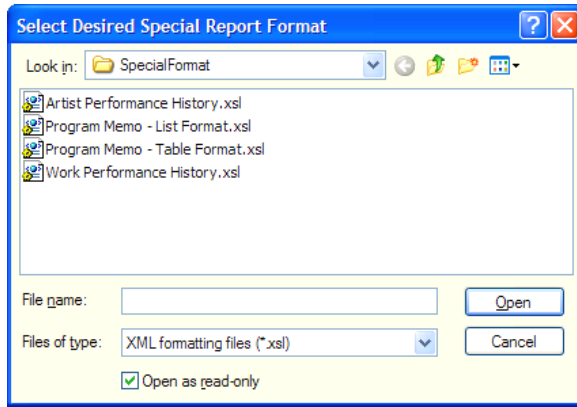 Select Desired Special Report Format
Look in: SpecialFormat
Artist Performance History.xsl
Program Memo - List Format.xsl
Program Memo - Table Format.xsl
Work Performance History.xsl
File name: Open
Files of type: XML formatting files (*.xsl) Cancel
Open as read-only